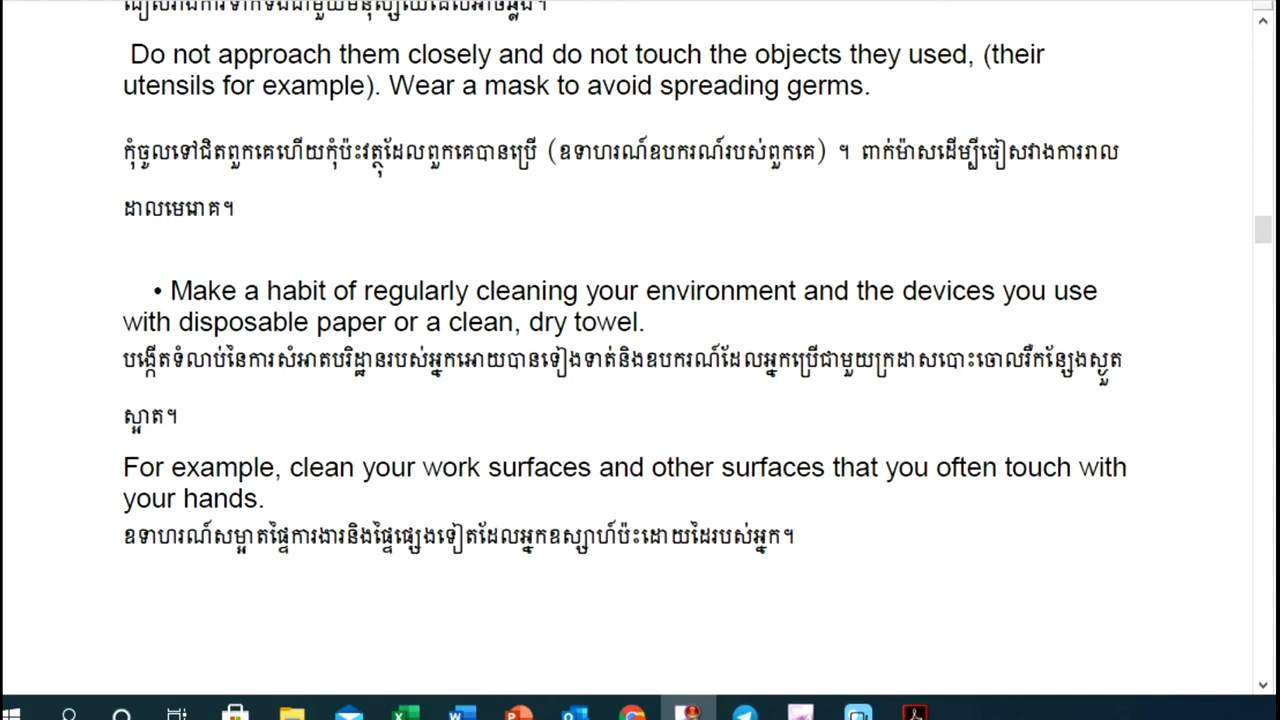 Do not approach them closely and do not touch the objects they used, (their
utensils for example). Wear a mask to avoid spreading germs.
កុំចូលទៅជិតពួកគេហើយកុំប៉ះវត្ថុដែលពួកគេបានប្រើ (ឧទាហរណ៍ឧបករណ៍របស់ពួកគេ) ។ ពាក់ម៉ាសដើម្បីចៀសវាងការរាល
ដាលមេរោគ។
• Make a habit of regularly cleaning your environment and the devices you use
with disposable paper or a clean, dry towel.
បង្កើតទំលាប់នៃការសំអាតបរិដ្ឋានរបស់អ្នកអោយបានទៀងទាត់និងឧបករណ៍ដែលអ្នកប្រើជាមួយក្រដាសបោះចោលរឺកន្សែងស្ងួត
ស្អាត។
For example, clean your work surfaces and other surfaces that you often touch with
your hands.
ឧទាហរណ៍សម្អាតផ្ទៃការងារនិងផ្ទៃផ្សេងទៀតដែលអ្នកឧស្សាហ៍ប៉ះដោយដៃរបស់អ្នក។